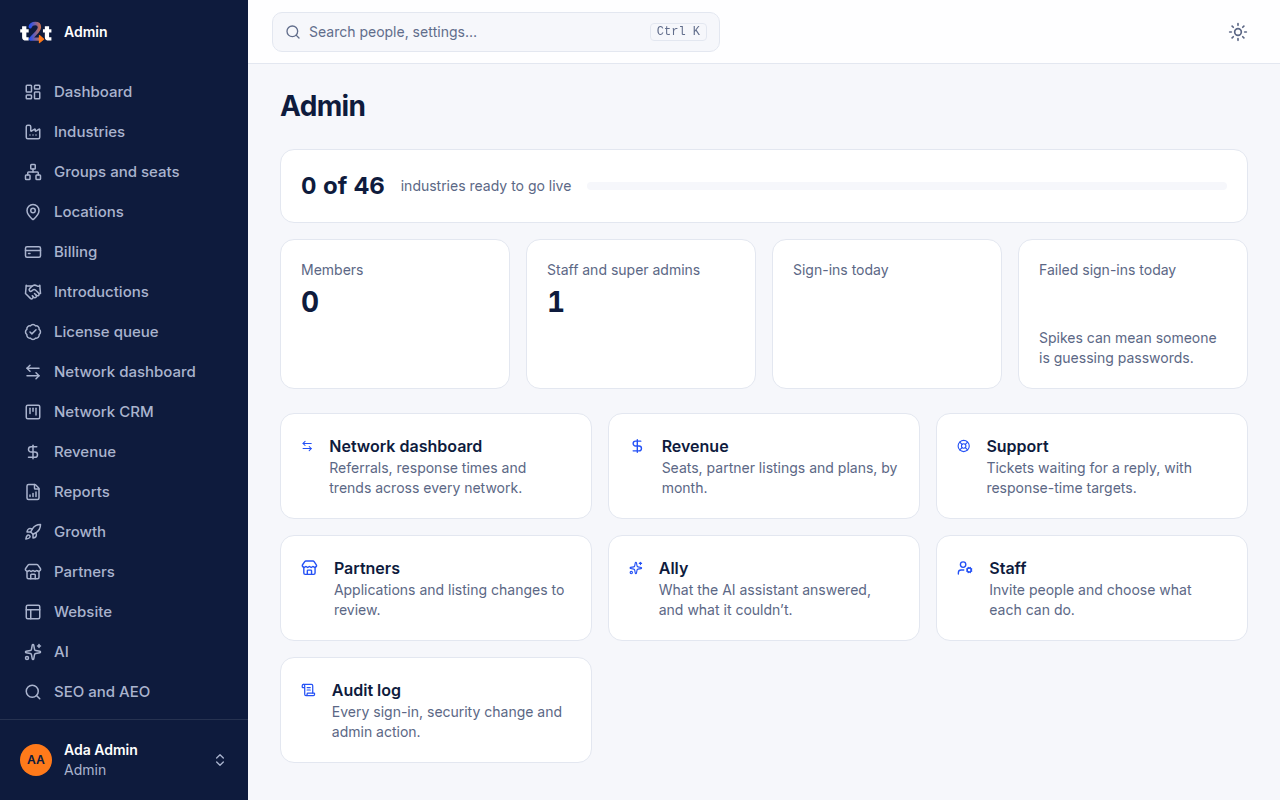 t2t Admin
Search people, settings...
Ctrl K
Dashboard
Industries
Groups and seats
Locations
Billing
Introductions
License queue
Network dashboard
Network CRM
Revenue
Reports
Growth
Partners
Website
AI
SEO and AEO
AA
Ada Admin
Admin
Admin
0 of 46 industries ready to go live
Members
0
Staff and super admins
1
Sign-ins today
Failed sign-ins today
Spikes can mean someone
is guessing passwords.
Network dashboard
Referrals, response times and
trends across every network.
Revenue
Seats, partner listings and plans, by
month.
Support
Tickets waiting for a reply, with
response-time targets.
Partners
Applications and listing changes to
review.
Ally
What the AI assistant answered,
and what it couldn’t.
Staff
Invite people and choose what
each can do.
Audit log
Every sign-in, security change and
admin action.